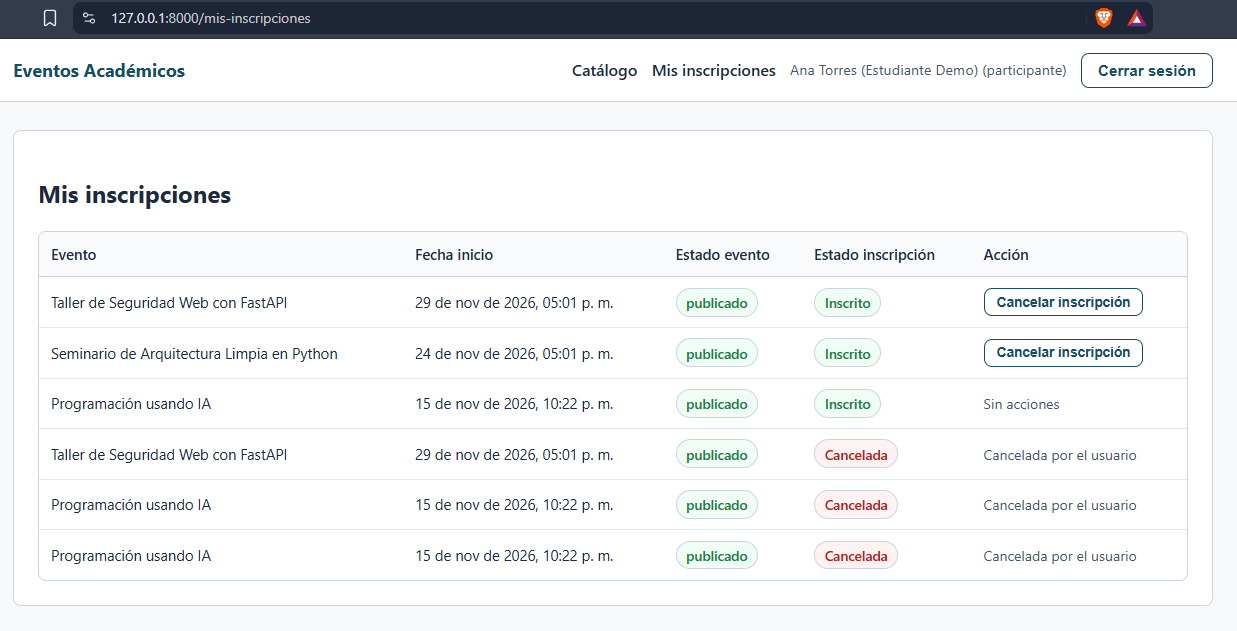 127.0.0.1:8000/mis-inscripciones
Eventos Académicos
Catálogo Mis inscripciones Ana Torres (Estudiante Demo) (participante) Cerrar sesión
Mis inscripciones
Evento Fecha inicio Estado evento Estado inscripción Acción
Taller de Seguridad Web con FastAPI 29 de nov de 2026, 05:01 p. m. publicado Inscrito Cancelar inscripción
Seminario de Arquitectura Limpia en Python 24 de nov de 2026, 05:01 p. m. publicado Inscrito Cancelar inscripción
Programación usando IA 15 de nov de 2026, 10:22 p. m. publicado Inscrito Sin acciones
Taller de Seguridad Web con FastAPI 29 de nov de 2026, 05:01 p. m. publicado Cancelada Cancelada por el usuario
Programación usando IA 15 de nov de 2026, 10:22 p. m. publicado Cancelada Cancelada por el usuario
Programación usando IA 15 de nov de 2026, 10:22 p. m. publicado Cancelada Cancelada por el usuario